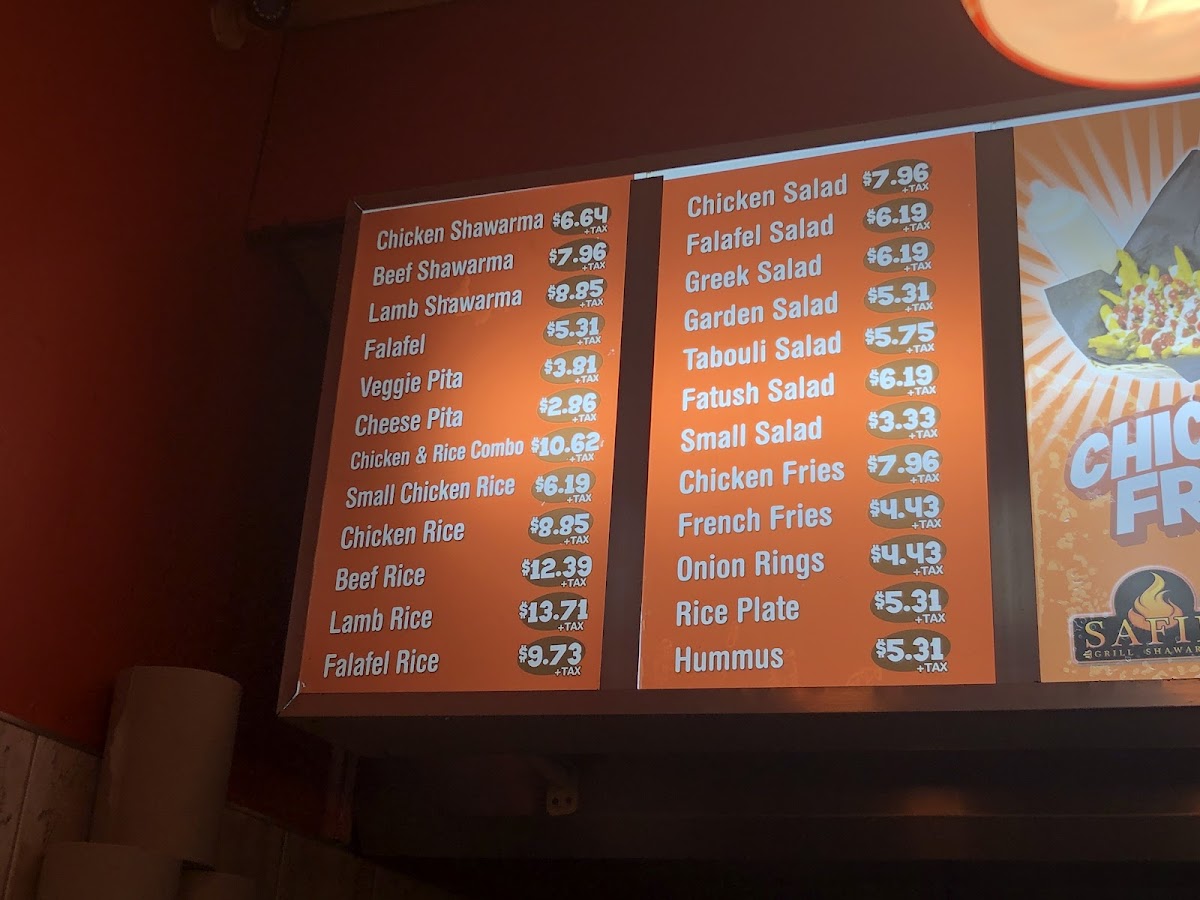 Chicken Shawarma $6.64 +TAX
Beef Shawarma $7.96 +TAX
Lamb Shawarma $8.85 +TAX
Falafel $5.31 +TAX
Veggie Pita $3.81 +TAX
Cheese Pita $2.86 +TAX
Chicken & Rice Combo $10.62 +TAX
Small Chicken Rice $6.19 +TAX
Chicken Rice $8.85 +TAX
Beef Rice $12.39 +TAX
Lamb Rice $13.71 +TAX
Falafel Rice $9.73 +TAX
Chicken Salad $7.96 +TAX
Falafel Salad $6.19 +TAX
Greek Salad $6.19 +TAX
Garden Salad $5.31 +TAX
Tabouli Salad $5.75 +TAX
Fatush Salad $6.19 +TAX
Small Salad $3.33 +TAX
Chicken Fries $7.96 +TAX
French Fries $4.43 +TAX
Onion Rings $4.43 +TAX
Rice Plate $5.31 +TAX
Hummus $5.31 +TAX
GRILL